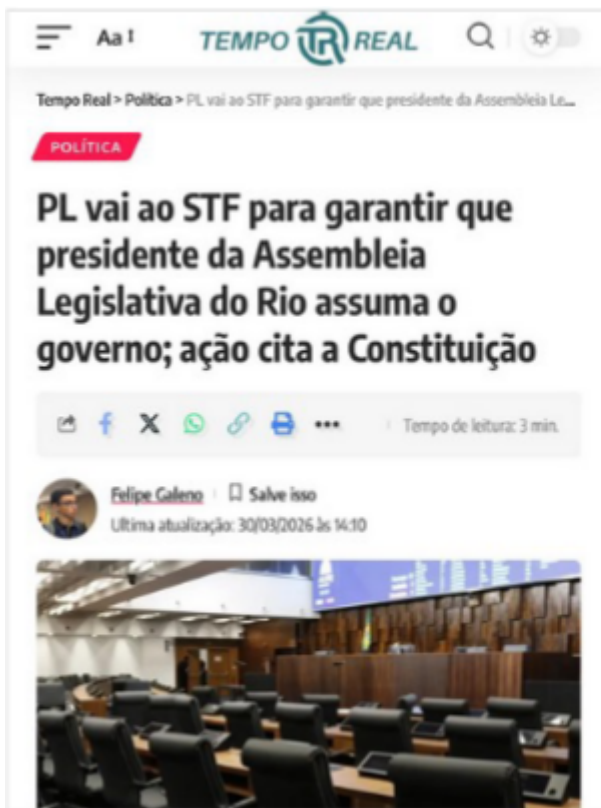 Aa
TEMPO TR REAL
Tempo Real > Política > PL vai ao STF para garantir que presidente da Assembleia Le...
POLÍTICA
PL vai ao STF para garantir que
presidente da Assembleia
Legislativa do Rio assuma o
governo; ação cita a Constituição
Tempo de leitura: 3 min.
Felipe Galeno
Salve isso
Ultima atualização: 30/03/2026 às 14:10